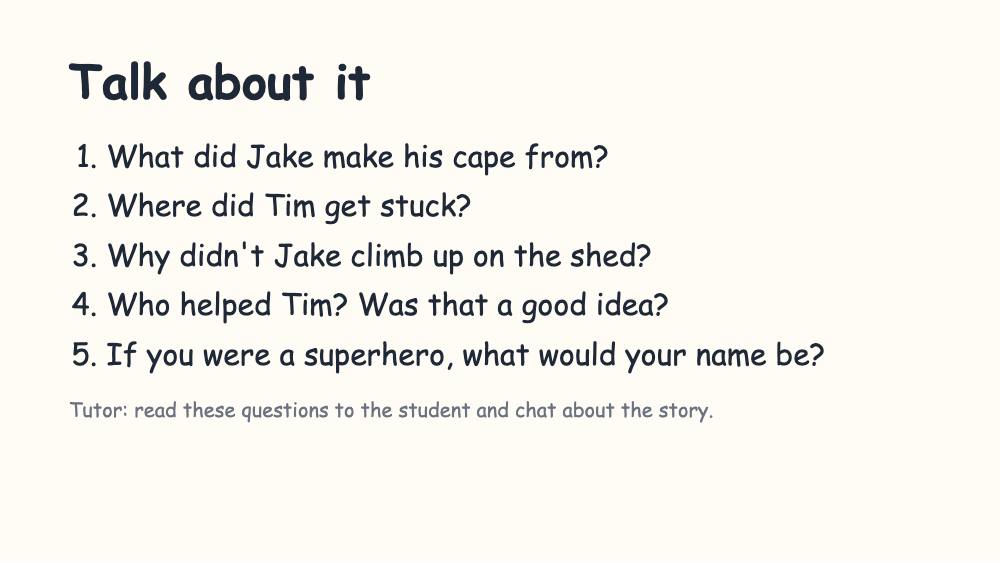 Talk about it
1. What did Jake make his cape from?
2. Where did Tim get stuck?
3. Why didn't Jake climb up on the shed?
4. Who helped Tim? Was that a good idea?
5. If you were a superhero, what would your name be?
Tutor: read these questions to the student and chat about the story.